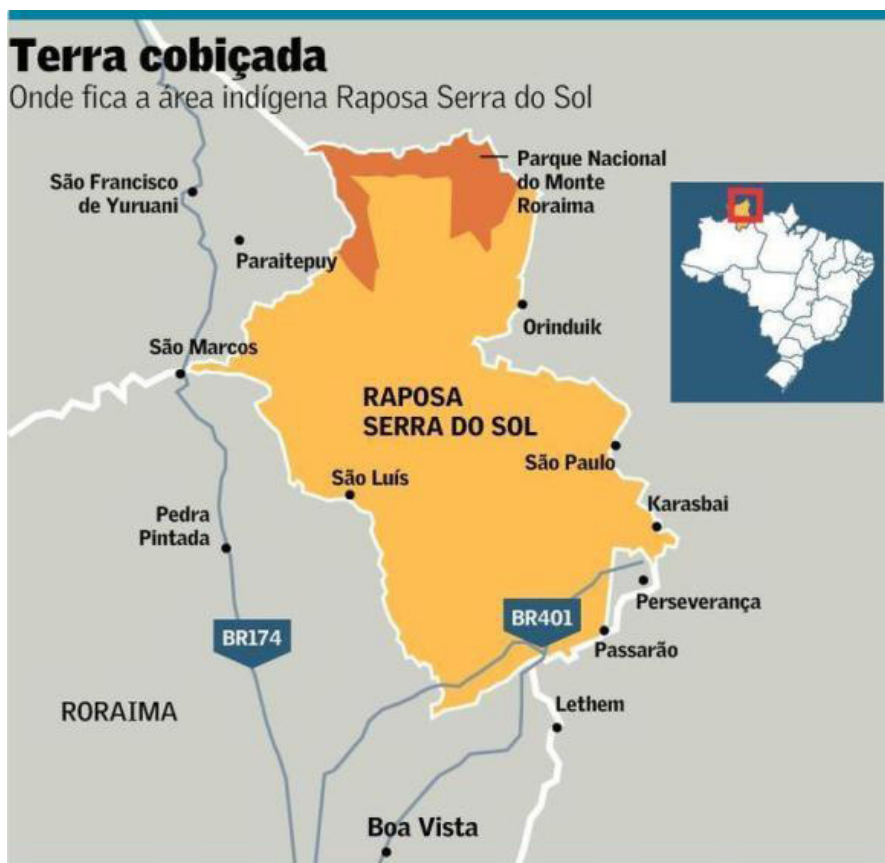 Terra cobiçada
Onde fica a área indígena Raposa Serra do Sol
Parque Nacional
do Monte
Roraima
São Francisco
de Yuruani
Paraitepuy
Orinduik
São Marcos
RAPOSA
SERRA DO SOL
São Paulo
São Luís
Karasbai
Pedra
Pintada
Perseverança
BR401
BR174
Passarão
RORAIMA
Lethem
Boa Vista